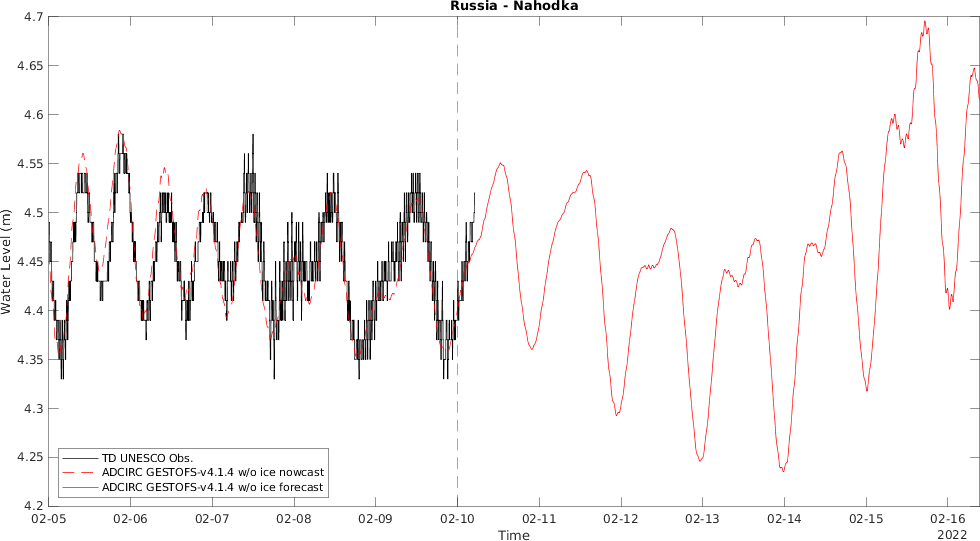 Russia - Nahodka
4.7
4.65
4.6
4.55
4.5
4.45
4.4
4.35
4.3
4.25
4.2
Water Level (m)
TD UNESCO Obs.
ADCIRC GESTOFS-v4.1.4 w/o ice nowcast
ADCIRC GESTOFS-v4.1.4 w/o ice forecast
02-05 02-06 02-07 02-08 02-09 02-10 02-11 02-12 02-13 02-14 02-15 02-16
Time
2022